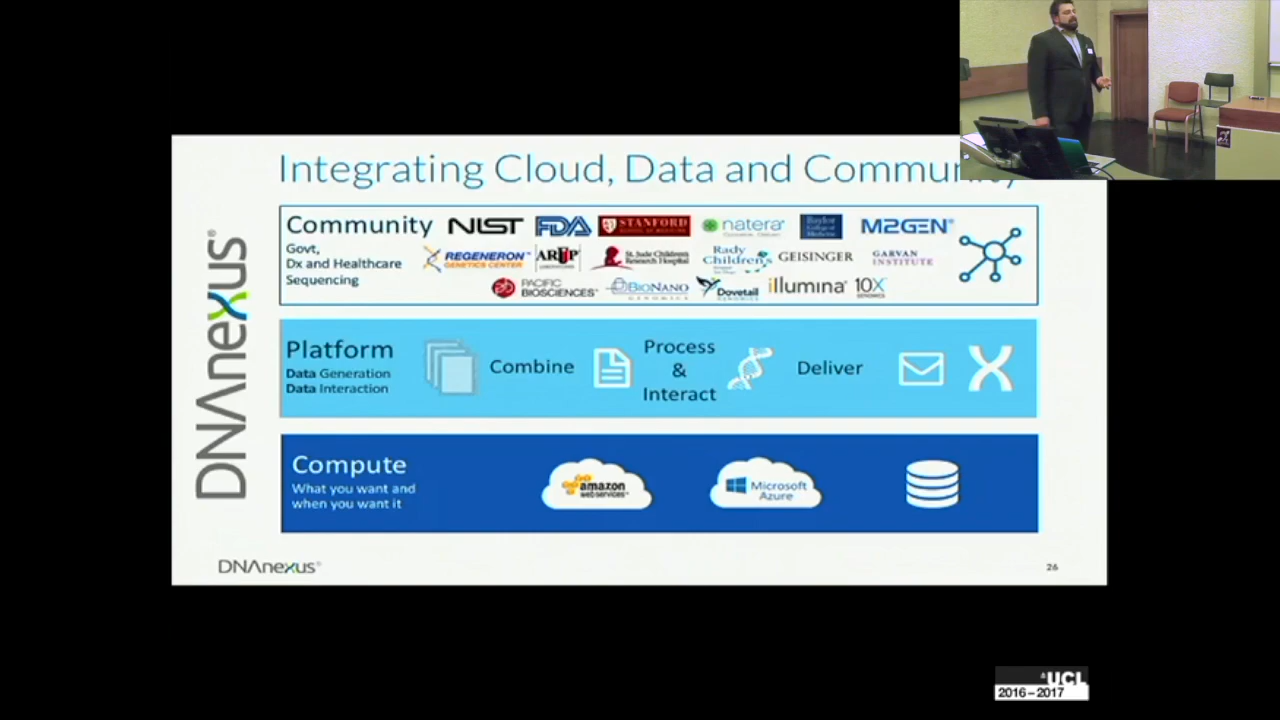 Integrating Cloud, Data and Community
DNAnexus®
Community
Govt,
Dx and Healthcare
Sequencing
NIST FDA STANFORD natera Baylor College of Medicine M2GEN®
REGENERON GENETICS CENTER ARUP LABORATORIES St. Jude Children's Research Hospital Rady Children's GEISINGER GARVAN INSTITUTE
PACIFIC BIOSCIENCES BIONANO GENOMICS Dovetail GENOMICS illumina® 10X GENOMICS
Platform
Data Generation
Data Interaction
Combine
Process
&
Interact
Deliver
Compute
What you want and
when you want it
amazon
web services™
Microsoft
Azure
DNAnexus®
26
UCL
2016–2017